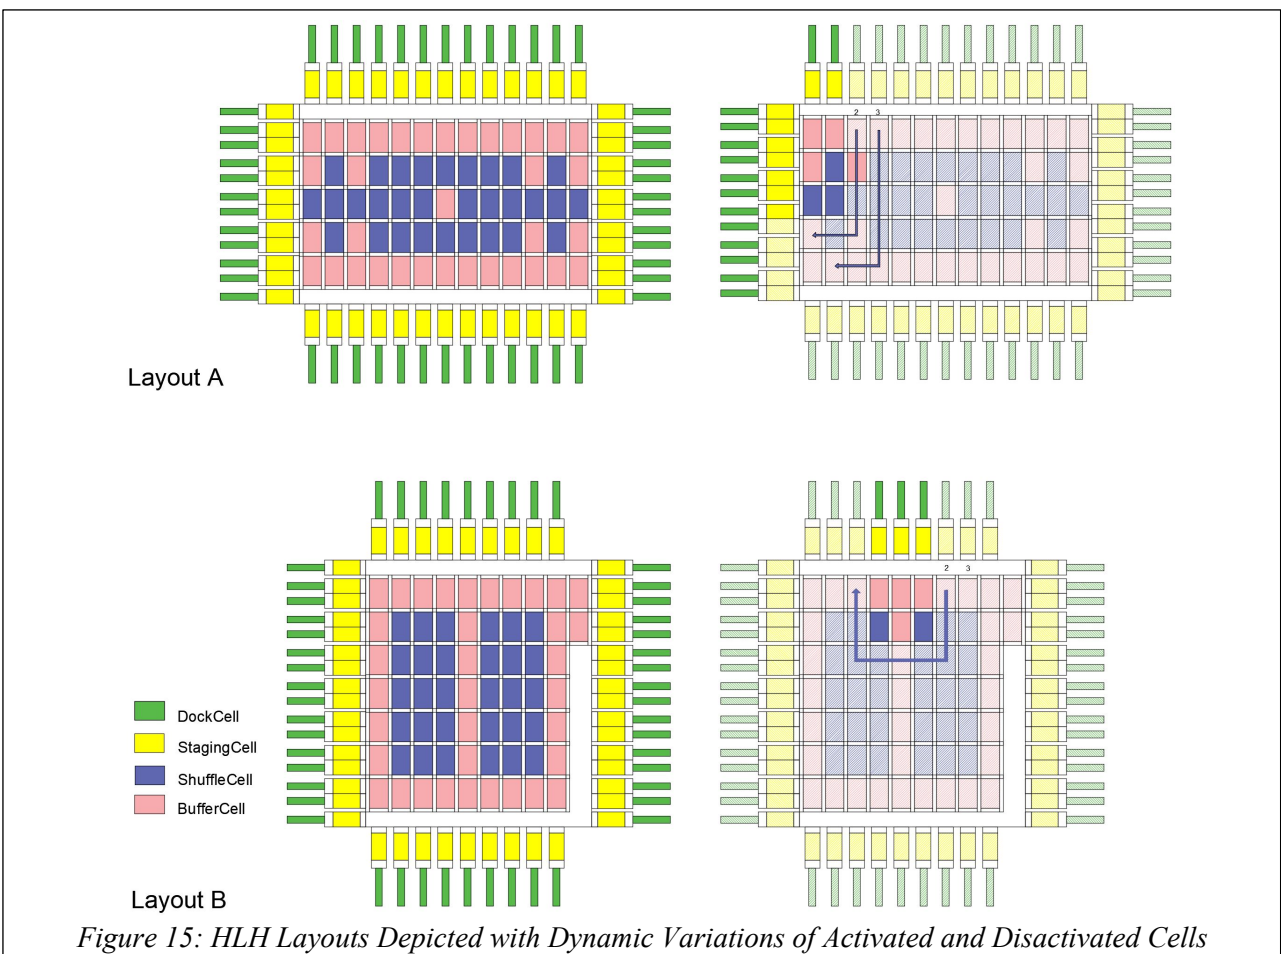 2 3
Layout A
2 3
DockCell
StagingCell
ShuffleCell
BufferCell
Layout B
Figure 15: HLH Layouts Depicted with Dynamic Variations of Activated and Disactivated Cells